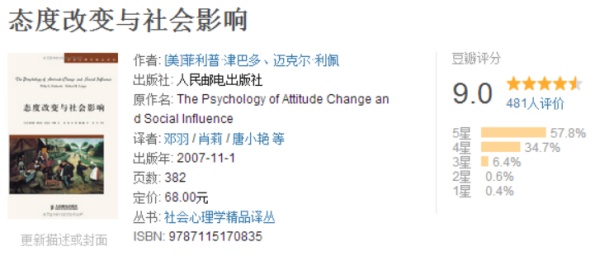 态度改变与社会影响
作者: [美]菲利普·津巴多、迈克尔·利佩
出版社: 人民邮电出版社
原作名: The Psychology of Attitude Change an
d Social Influence
译者: 邓羽 / 肖莉 / 唐小艳 等
出版年: 2007-11-1
页数: 382
定价: 68.00元
丛书: 社会心理学精品译丛
ISBN: 9787115170835
豆瓣评分
9.0
481人评价
5星 57.8%
4星 34.7%
3星 6.4%
2星 0.6%
1星 0.4%
The Psychology of Attitude Change and Social Influence
态度改变与社会影响
更新描述或封面